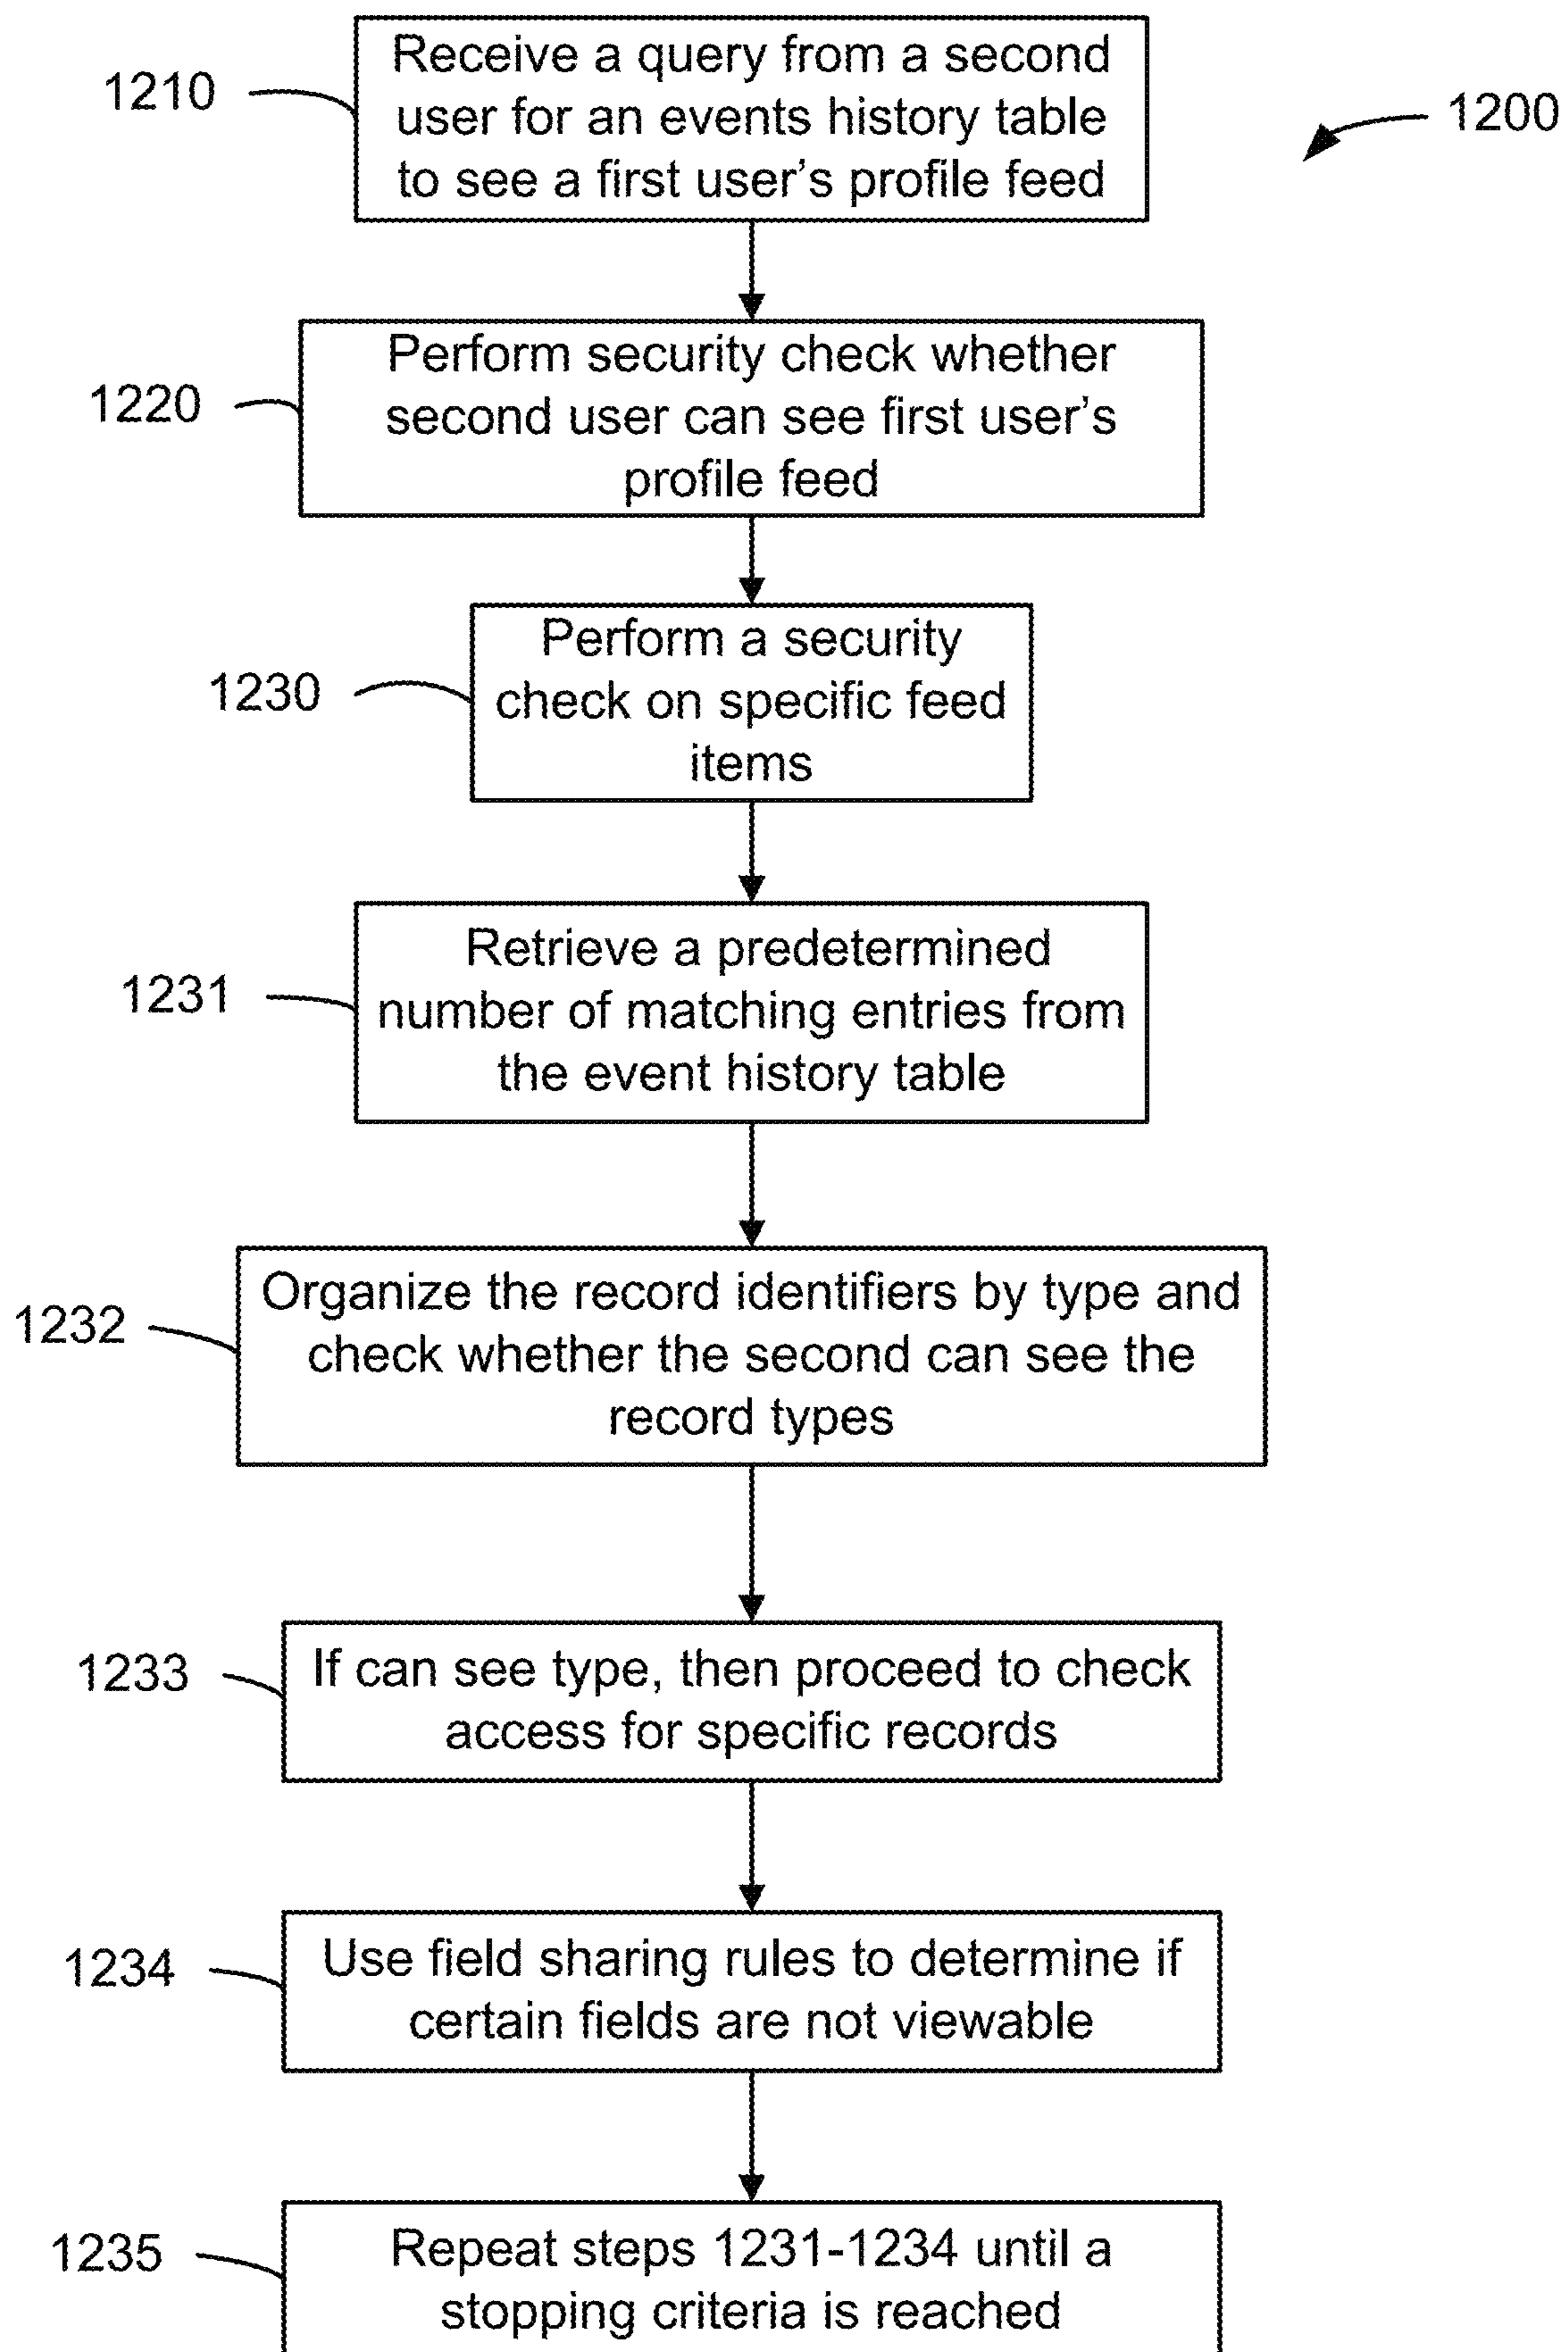 1210
Receive a query from a second
user for an events history table
to see a first user's profile feed
1200
1220
Perform security check whether
second user can see first user's
profile feed
1230
Perform a security
check on specific feed
items
1231
Retrieve a predetermined
number of matching entries from
the event history table
1232
Organize the record identifiers by type and
check whether the second can see the
record types
1233
If can see type, then proceed to check
access for specific records
1234
Use field sharing rules to determine if
certain fields are not viewable
1235
Repeat steps 1231-1234 until a
stopping criteria is reached